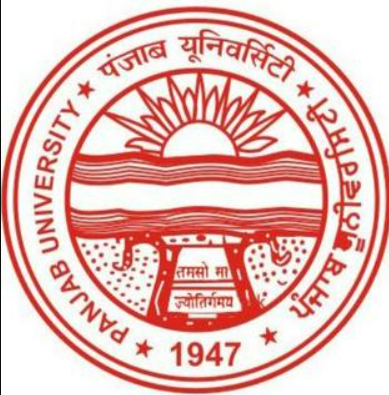 पंजाब यूनिवर्सिटी
ਪੰਜਾਬ ਯੂਨੀਵਰਸਿਟੀ
PANJAB UNIVERSITY
तमसो मा
ज्योतिर्गमय
1947